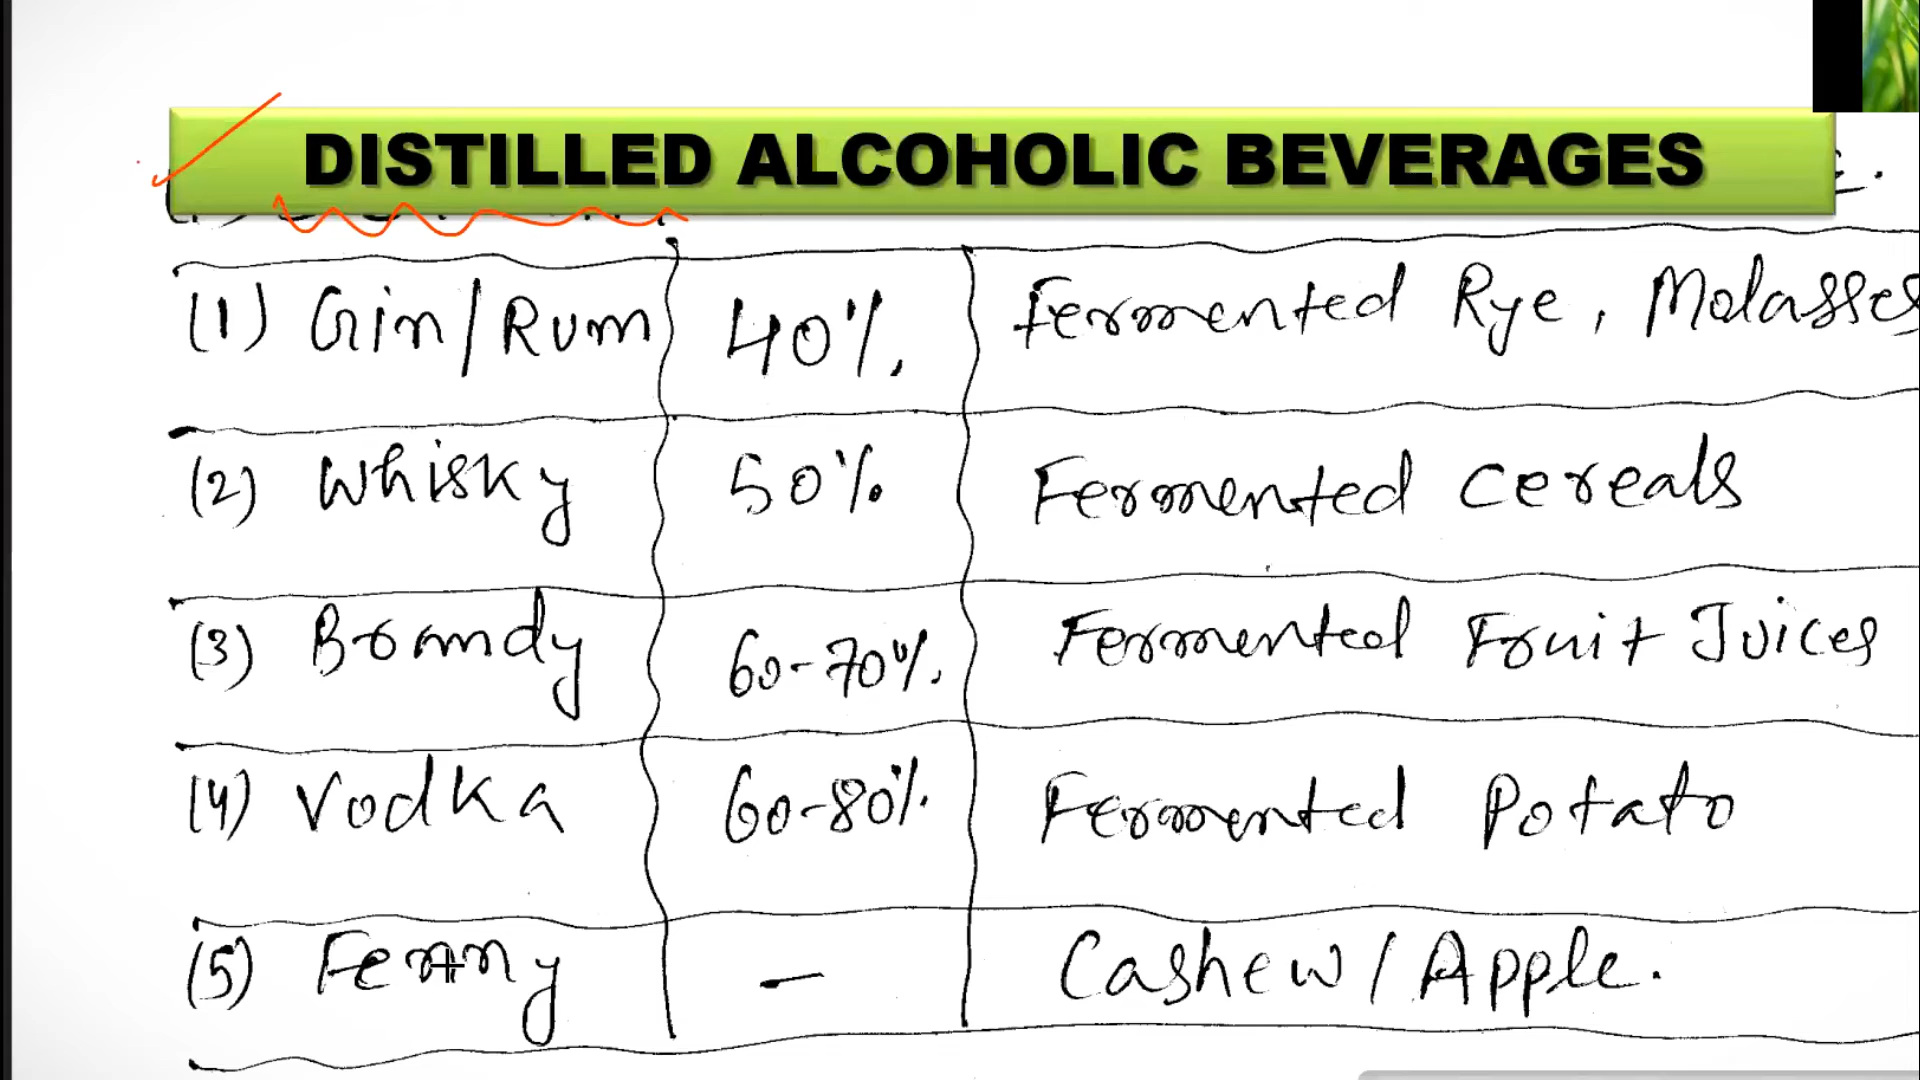 DISTILLED ALCOHOLIC BEVERAGES
(1) Gin/Rum 40%. Fermented Rye, Molasses
(2) Whisky 50%. Fermented cereals
(3) Brandy 60-70%. Fermented Fruit Juices
(4) Vodka 60-80%. Fermented Potato
(5) Fenny - Cashew/Apple.